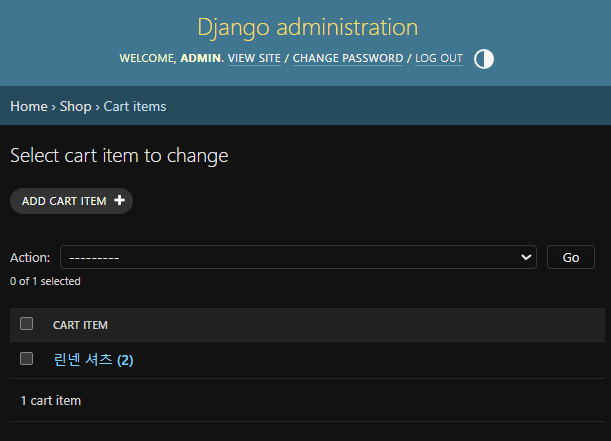 Django administration
WELCOME, ADMIN. VIEW SITE / CHANGE PASSWORD / LOG OUT
Home › Shop › Cart items
Select cart item to change
ADD CART ITEM +
Action: --------- Go
0 of 1 selected
CART ITEM
린넨 셔츠 (2)
1 cart item